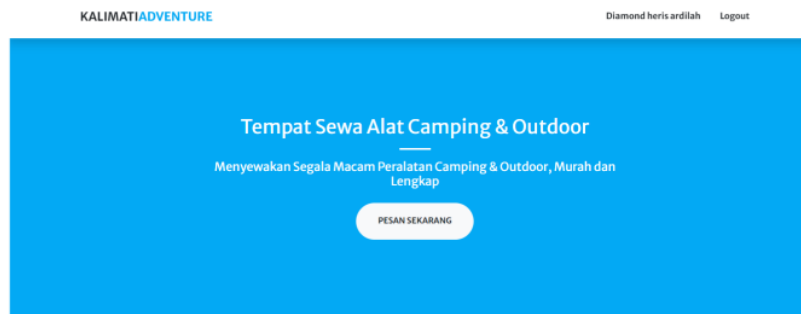 KALIMATIADVENTURE
Diamond heris ardilah Logout
Tempat Sewa Alat Camping & Outdoor
Menyewakan Segala Macam Peralatan Camping & Outdoor, Murah dan
Lengkap
PESAN SEKARANG